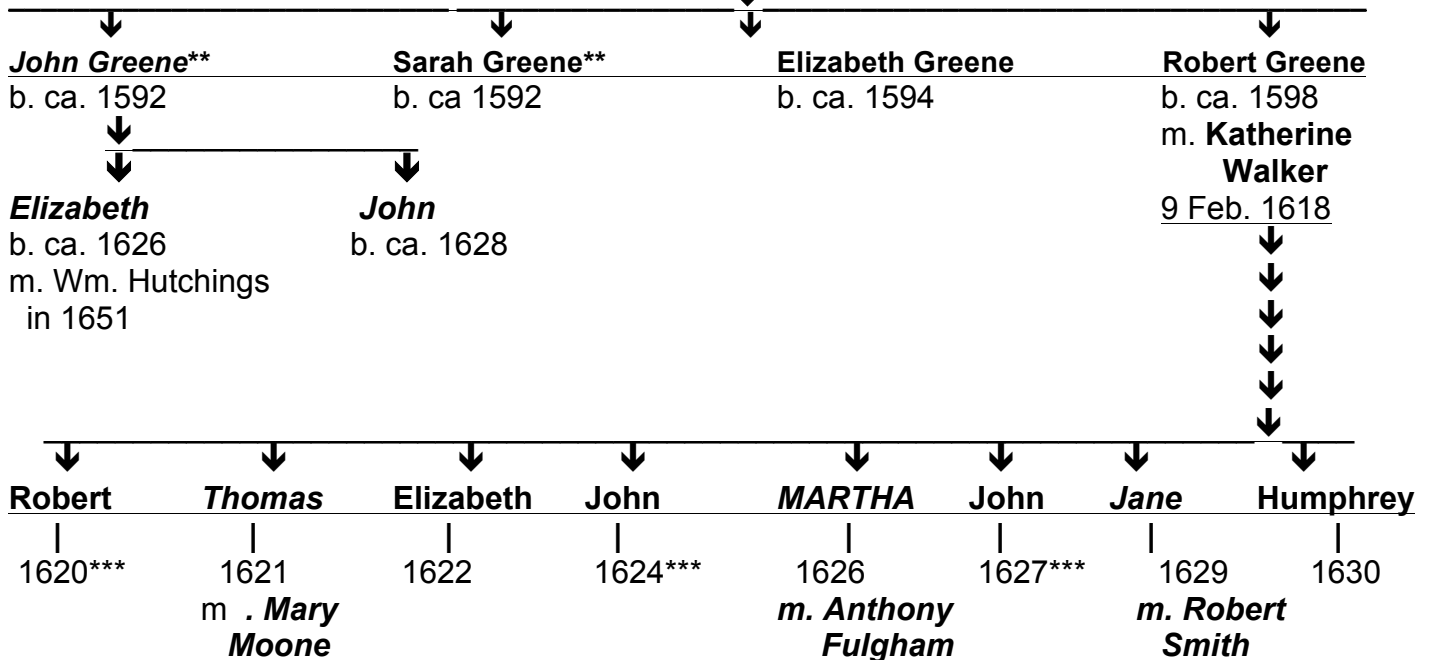 John Greene** Sarah Greene** Elizabeth Greene Robert Greene
b. ca. 1592 b. ca 1592 b. ca. 1594 b. ca. 1598
m. Katherine
Walker
Elizabeth John 9 Feb. 1618
b. ca. 1626 b. ca. 1628
m. Wm. Hutchings
in 1651
Robert Thomas Elizabeth John MARTHA John Jane Humphrey
| | | | | | | |
1620*** 1621 1622 1624*** 1626 1627*** 1629 1630
m . Mary m. Anthony m. Robert
Moone Fulgham Smith